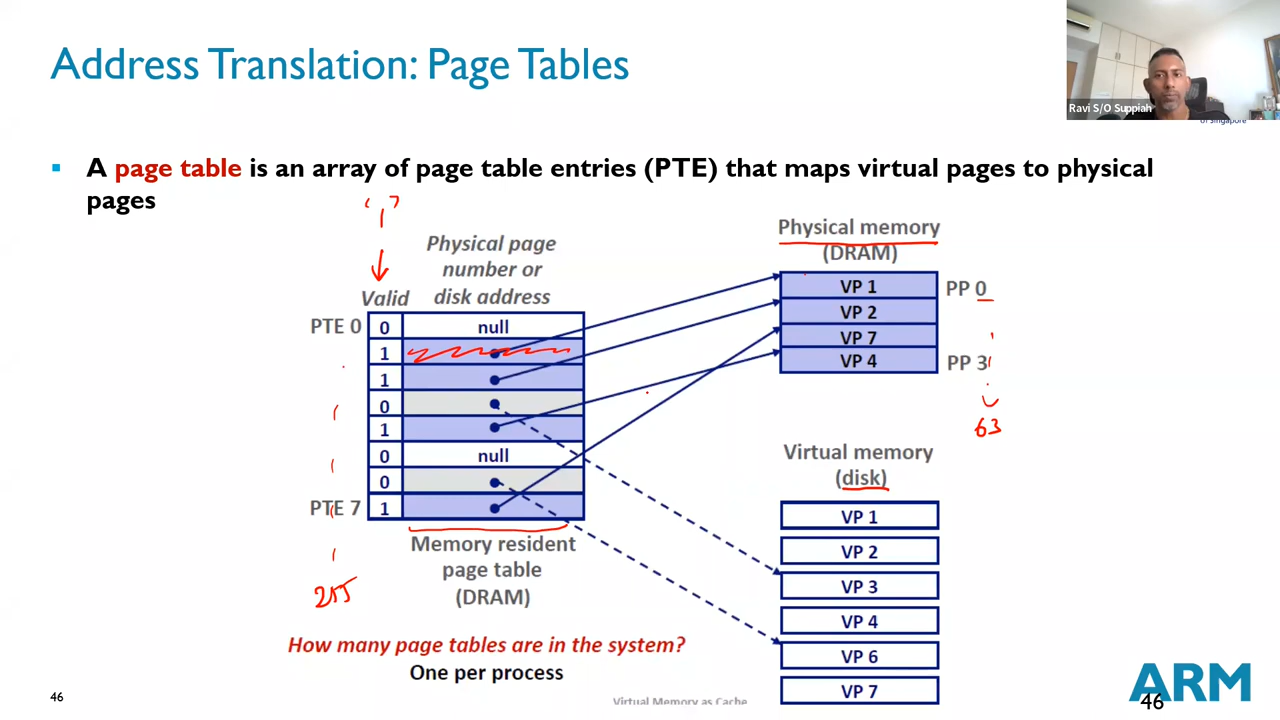 Address Translation: Page Tables
Ravi S/O Suppiah
of Singapore
▪ A page table is an array of page table entries (PTE) that maps virtual pages to physical
pages
'1'
Physical page
number or
disk address
Valid
PTE 0
0 null
1
1
0
1
0 null
0
PTE 7
1
255
Memory resident
page table
(DRAM)
How many page tables are in the system?
One per process
Physical memory
(DRAM)
VP 1
PP 0
VP 2
VP 7
VP 4
PP 3
63
Virtual memory
(disk)
VP 1
VP 2
VP 3
VP 4
VP 6
VP 7
46
Virtual Memory as Cache
ARM
46